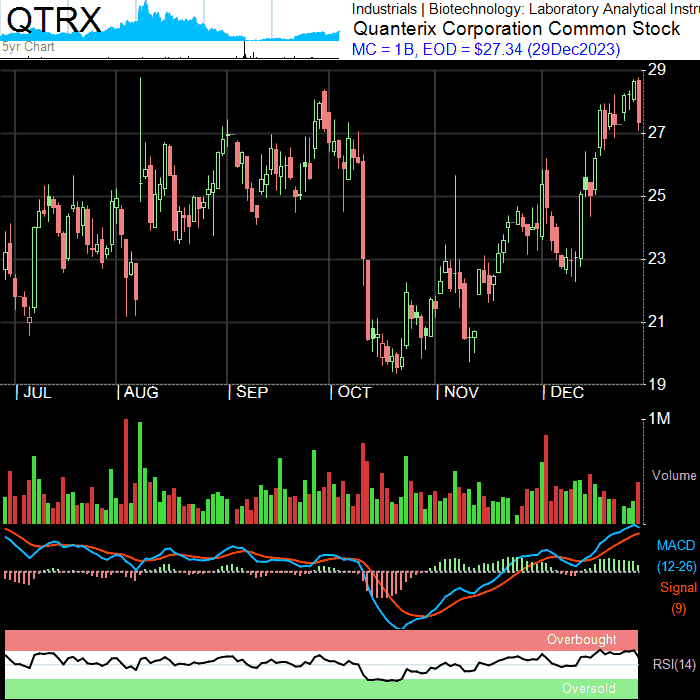 QTRX
5yr Chart
Industrials | Biotechnology: Laboratory Analytical Instru
Quanterix Corporation Common Stock
MC = 1B, EOD = $27.34 (29Dec2023)
29
27
25
23
21
19
JUL
AUG
SEP
OCT
NOV
DEC
1M
Volume
MACD
(12-26)
Signal
(9)
Overbought
RSI(14)
Oversold